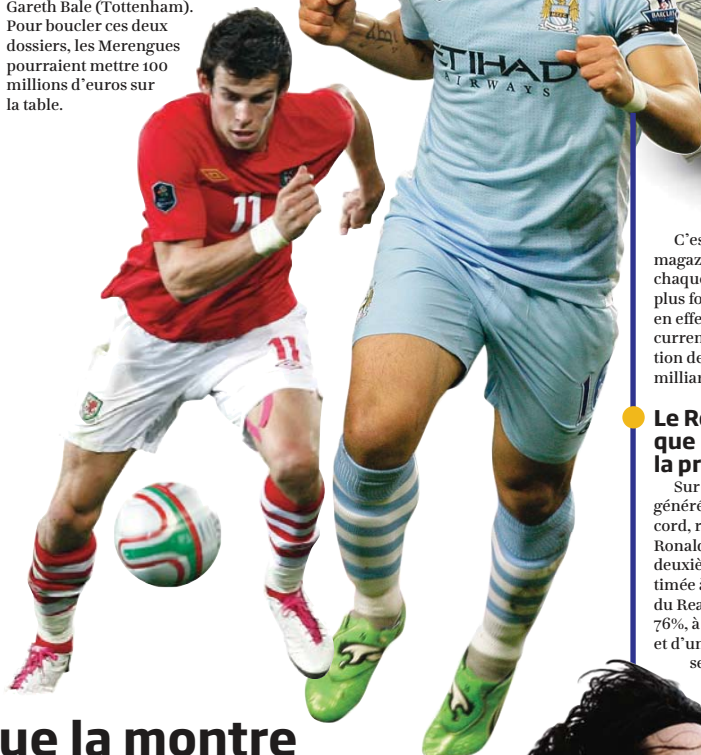 Gareth Bale (Tottenham).
Pour boucler ces deux
dossiers, les Merengues
pourraient mettre 100
millions d'euros sur
la table.
ETIHAD
AIRWAYS
11
11
C'es
magaz
chaque
plus fo
en effe
curren
tion de
milliar
Le Re
que
la pr
Sur
généré
cord, r
Ronald
deuxiè
timée à
du Rea
76%, à
et d'un
se
ue la montre